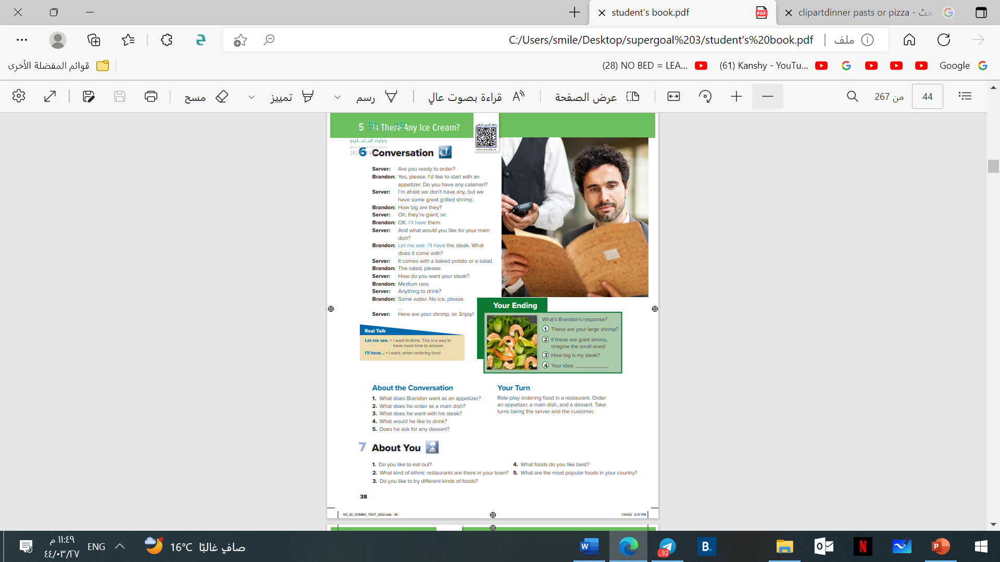 student's book.pdf
clipartdinner pasts or pizza - بحث
C:/Users/smile/Desktop/supergoal%203/student's%20book.pdf
ملف
قوائم المفضلة الأخرى
(28) NO BED = LEA...
(61) Kanshy - YouTu...
Google
مسح
تمييز
رسم
قراءة بصوت عالٍ
عرض الصفحة
من 267
44
5 Is There Any Ice Cream?
رابط الدرس الرقمي
www.ien.edu.sa
وزارة التعليم
Ministry of Education
6 Conversation
Server: Are you ready to order?
Brandon: Yes, please. I'd like to start with an
appetizer. Do you have any calamari?
Server: I'm afraid we don't have any, but we
have some great grilled shrimp.
Brandon: How big are they?
Server: Oh, they're giant, sir.
Brandon: OK. I'll have them.
Server: And what would you like for your main
dish?
Brandon: Let me see. I'll have the steak. What
does it come with?
Server: It comes with a baked potato or a salad.
Brandon: The salad, please.
Server: How do you want your steak?
Brandon: Medium rare.
Server: Anything to drink?
Brandon: Some water. No ice, please.
...
Server: Here are your shrimp, sir. Enjoy!
Real Talk
Let me see. = I want to think. This is a way to
have more time to answer.
I'll have... = I want, when ordering food
Your Ending
What's Brandon's response?
1 These are your large shrimp?
2 If these are giant shrimp,
imagine the small ones!
3 How big is my steak?
4 Your idea: ____________
About the Conversation
1. What does Brandon want as an appetizer?
2. What does he order as a main dish?
3. What does he want with his steak?
4. What would he like to drink?
5. Does he ask for any dessert?
Your Turn
Role-play ordering food in a restaurant. Order
an appetizer, a main dish, and a dessert. Take
turns being the server and the customer.
7 About You
1. Do you like to eat out?
2. What kind of ethnic restaurants are there in your town?
3. Do you like to try different kinds of foods?
4. What foods do you like best?
5. What are the most popular foods in your country?
38
SG_02_COMBO_TEXT_2022.indb 38
13/4/22 6:37 PM
١١:٤٩ م
٤٤/٠٣/٢٧
ENG
16°C صافٍ غالبًا
..92